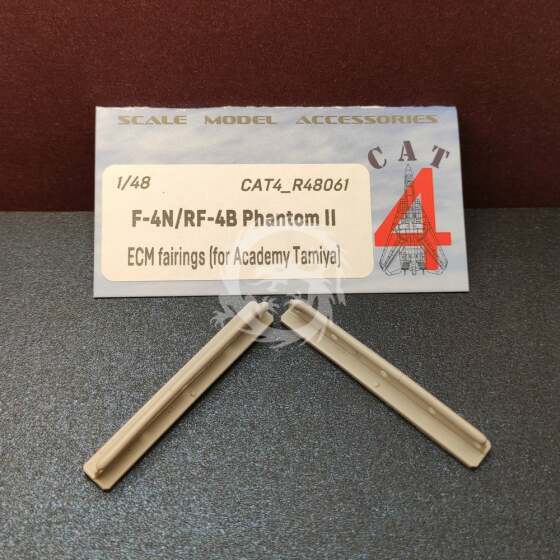 SCALE MODEL ACCESSORIES
CAT
4
1/48
CAT4_R48061
F-4N/RF-4B Phantom II
ECM fairings (for Academy Tamiya)